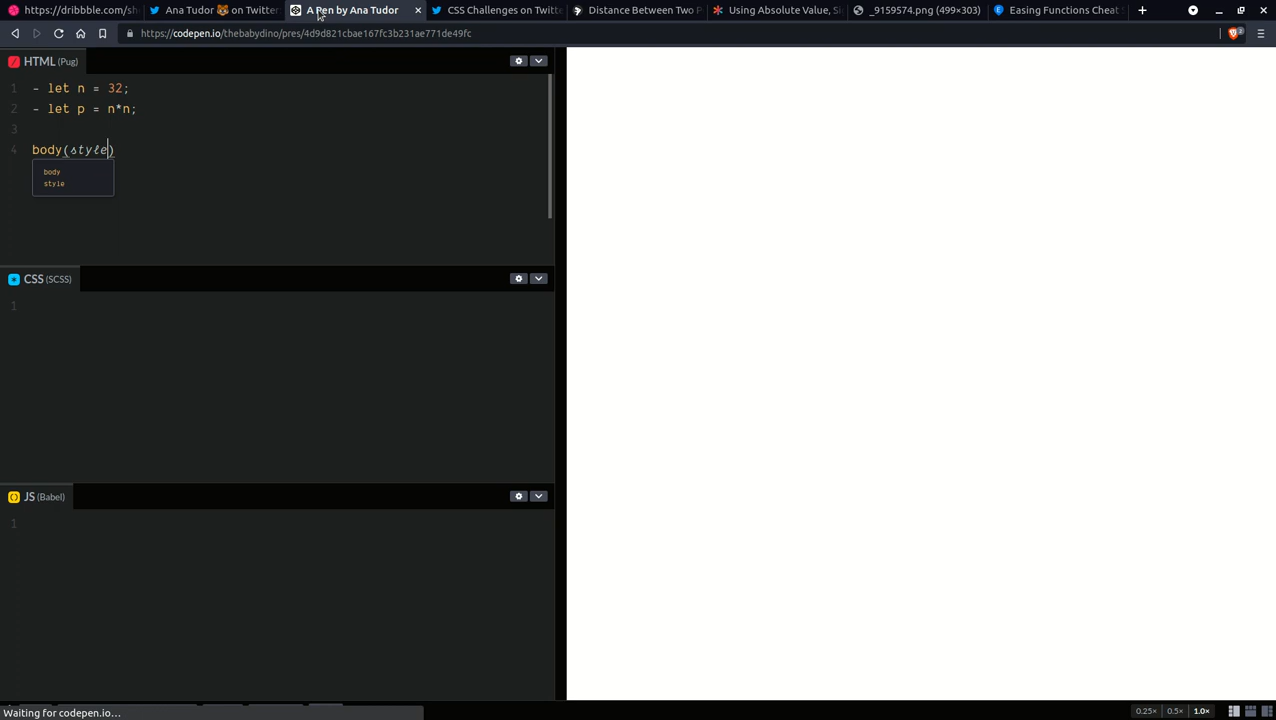 https://dribbble.com/sh
Ana Tudor 🐯 on Twitter
A Pen by Ana Tudor
CSS Challenges on Twitt
Distance Between Two P
Using Absolute Value, Si
_9159574.png (499×303)
Easing Functions Cheat S
https://codepen.io/thebabydino/pres/4d9d821cbae167fc3b231ae771de49fc
2
HTML (Pug)
1 - let n = 32;
2 - let p = n*n;
3
4 body(style)
body
style
CSS (SCSS)
1
JS (Babel)
1
Waiting for codepen.io…
0.25×
0.5×
1.0×